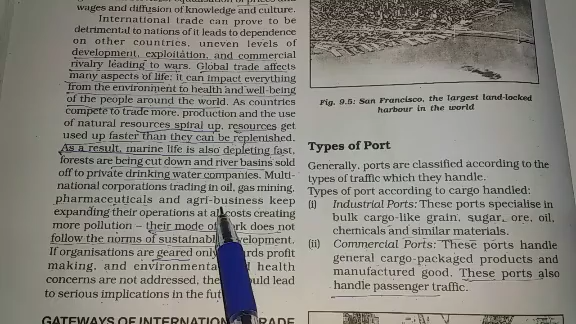 wages and diffusion of knowledge and culture.
International trade can prove to be
detrimental to nations of it leads to dependence
on other countries, uneven levels of
development, exploitation, and commercial
rivalry leading to wars. Global trade affects
many aspects of life; it can impact everything
from the environment to health and well-being
of the people around the world. As countries
compete to trade more, production and the use
of natural resources spiral up, resources get
used up faster than they can be replenished.
As a result, marine life is also depleting fast,
forests are being cut down and river basins sold
off to private drinking water companies. Multi-
national corporations trading in oil, gas mining,
pharmaceuticals and agri-business keep
expanding their operations at all costs creating
more pollution – their mode of work does not
follow the norms of sustainable development.
If organisations are geared only towards profit
making, and environmental health
concerns are not addressed, could lead
to serious implications in the
GATEWAYS OF INTERNATIONAL TRADE
Fig. 9.5: San Francisco, the largest land-locked
harbour in the world
Types of Port
Generally, ports are classified according to the
types of traffic which they handle.
Types of port according to cargo handled:
(i) Industrial Ports: These ports specialise in
bulk cargo-like grain, sugar, ore, oil,
chemicals and similar materials.
(ii) Commercial Ports: These ports handle
general cargo-packaged products and
manufactured good. These ports also
handle passenger traffic.